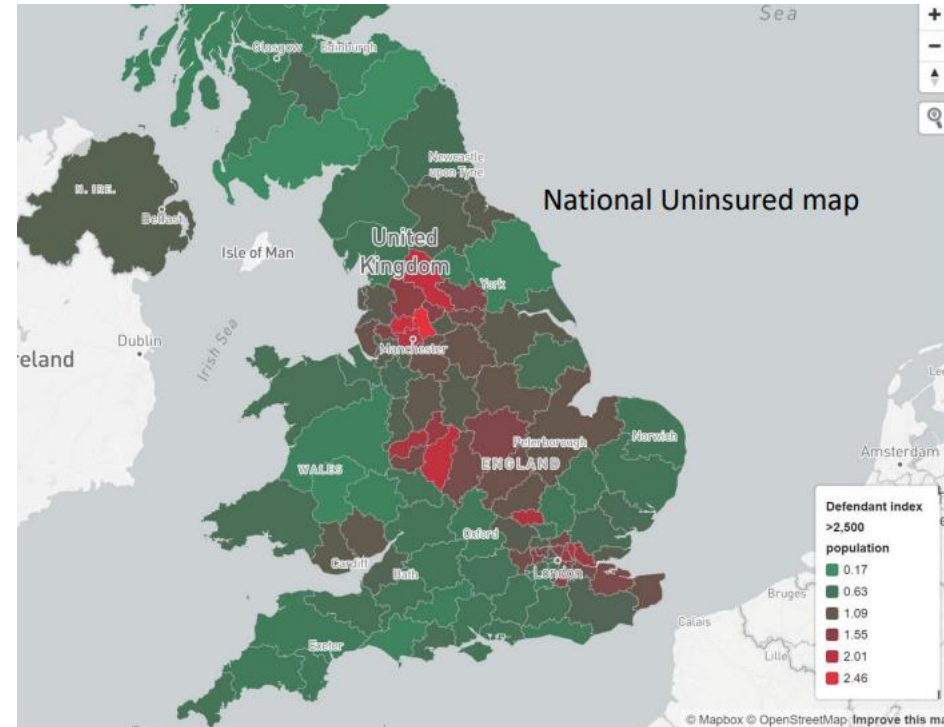 Sea
+
−
Glasgow
Edinburgh
Newcastle
upon Tyne
National Uninsured map
N. IRE.
Belfast
Isle of Man
United
Kingdom
York
Irish Sea
Dublin
reland
Manchester
Peterborough
Norwich
ENGLAND
WALES
Amsterdam
Oxford
Cardiff
Bath
London
Exeter
Bruges
Calais
Lille
Defendant index
>2,500
population
0.17
0.63
1.09
1.55
2.01
2.46
© Mapbox © OpenStreetMap Improve this ma